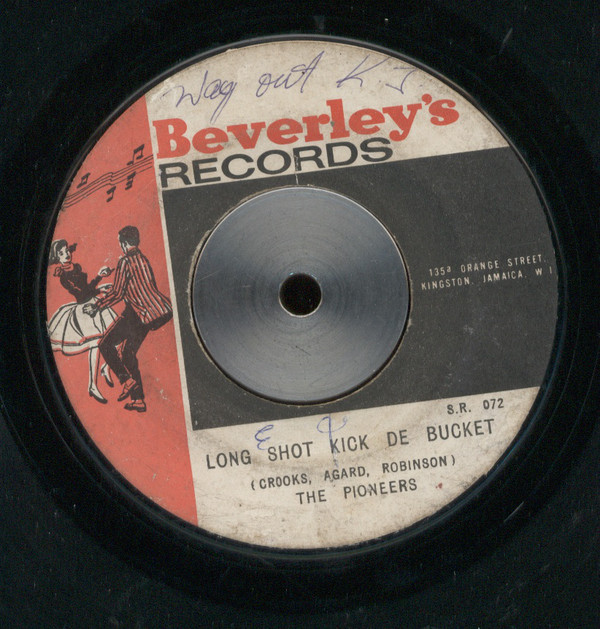 Way out K J
Beverley's
RECORDS
135a ORANGE STREET,
KINGSTON, JAMAICA, W I
S.R. 072
LONG SHOT KICK DE BUCKET
(CROOKS, AGARD, ROBINSON)
THE PIONEERS